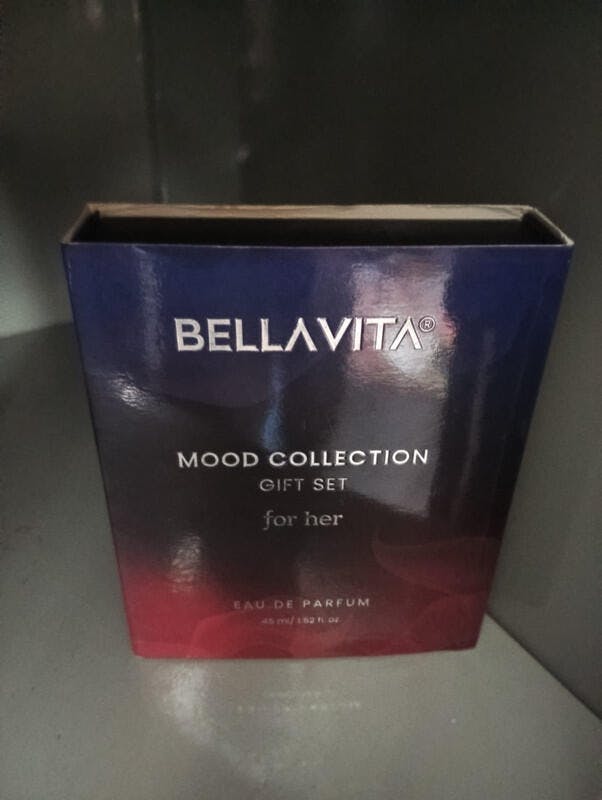 BELLAVITA®
MOOD COLLECTION
GIFT SET
for her
EAU DE PARFUM
45 ml/ 1.52 fl. oz